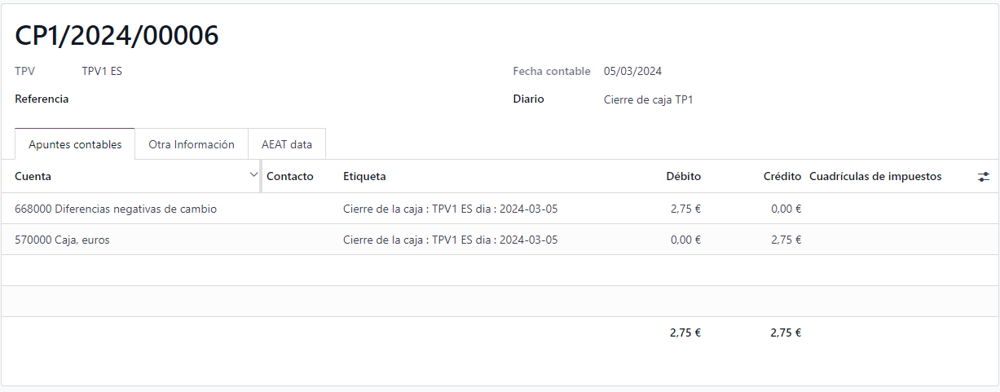 CP1/2024/00006
TPV TPV1 ES Fecha contable 05/03/2024
Referencia Diario Cierre de caja TP1
Apuntes contables Otra Información AEAT data
Cuenta Contacto Etiqueta Débito Crédito Cuadrículas de impuestos
668000 Diferencias negativas de cambio Cierre de la caja : TPV1 ES dia : 2024-03-05 2,75 € 0,00 €
570000 Caja, euros Cierre de la caja : TPV1 ES dia : 2024-03-05 0,00 € 2,75 €
2,75 € 2,75 €